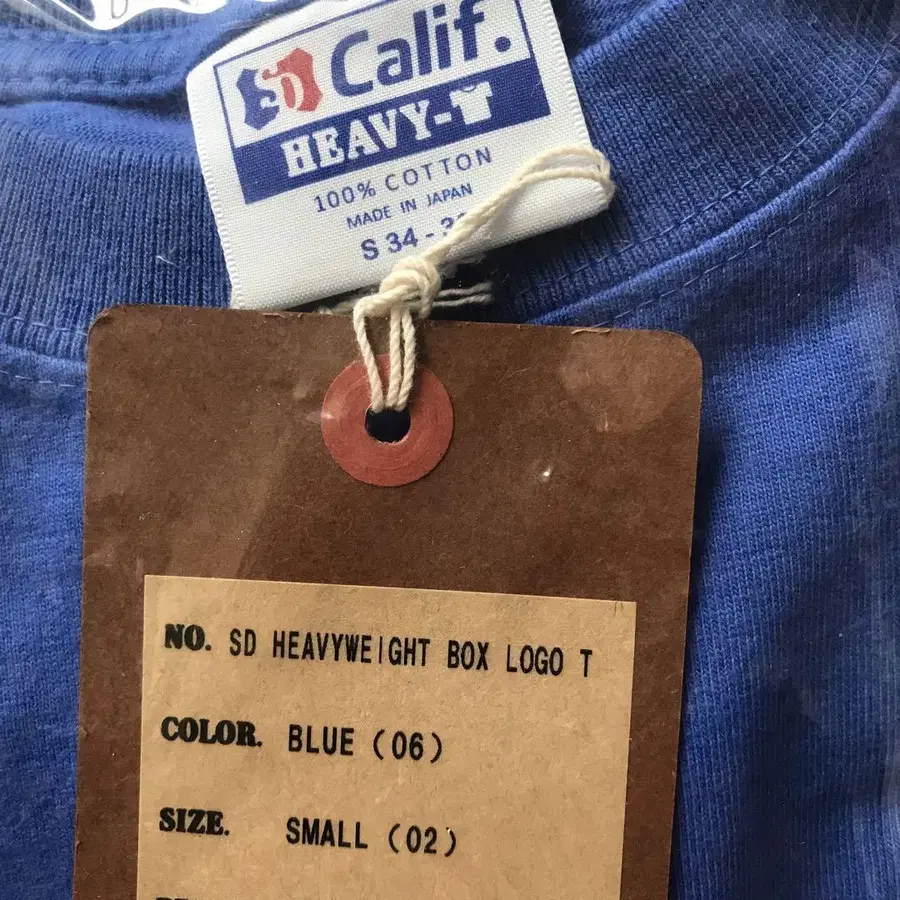 SD Calif.
HEAVY-T
100% COTTON
MADE IN JAPAN
S 34 -
NO. SD HEAVYWEIGHT BOX LOGO T
COLOR. BLUE (06)
SIZE. SMALL (02)